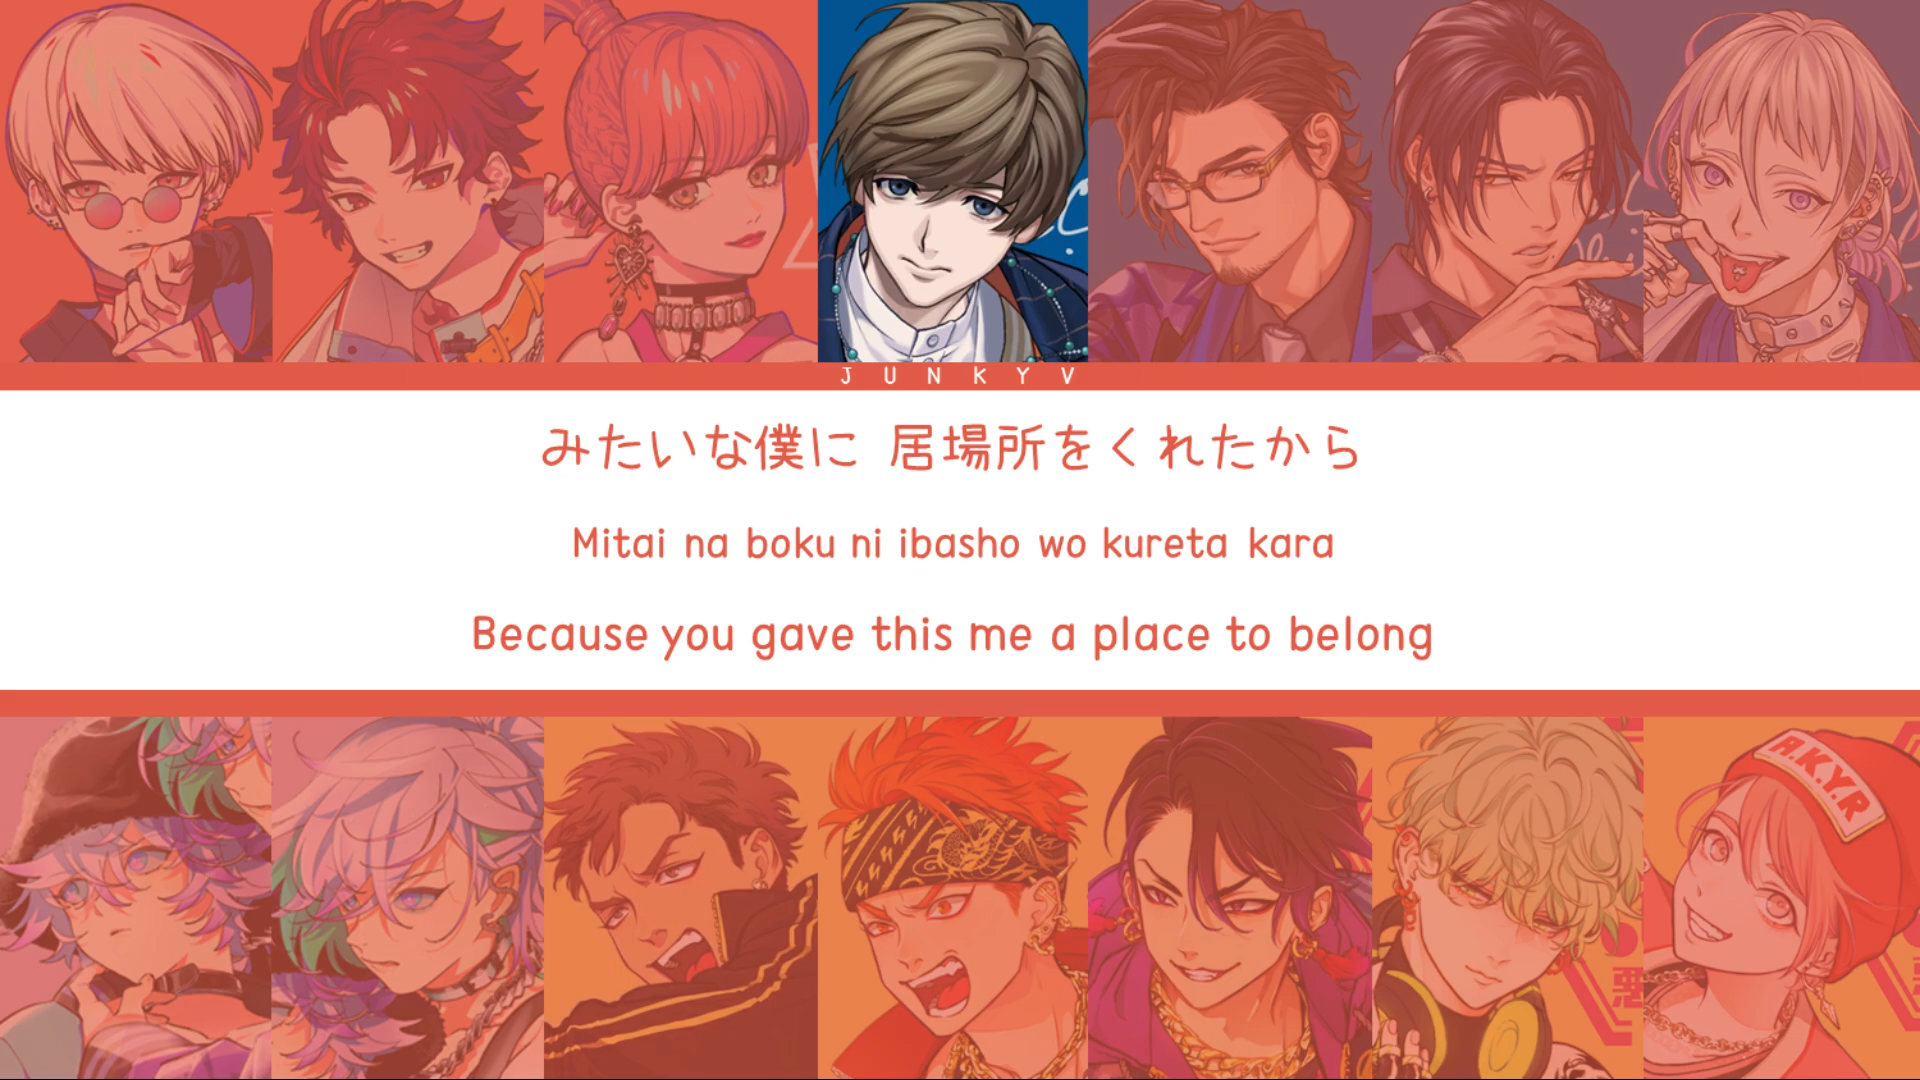 J U N K Y V
みたいな僕に 居場所をくれたから
Mitai na boku ni ibasho wo kureta kara
Because you gave this me a place to belong
A.K.Y.R
悪